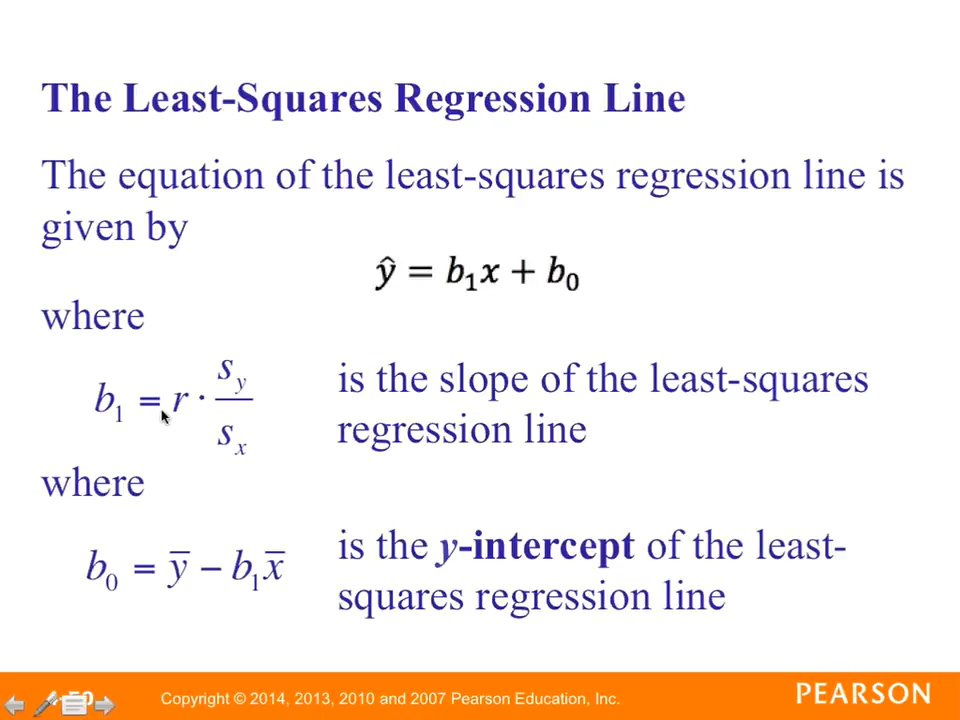 The Least-Squares Regression Line
The equation of the least-squares regression line is
given by
ŷ = b₁x + b₀
where
b₁ = r · s_y / s_x
is the slope of the least-squares
regression line
where
b₀ = y̅ − b₁x̅
is the y-intercept of the least-
squares regression line
Copyright © 2014, 2013, 2010 and 2007 Pearson Education, Inc.
PEARSON